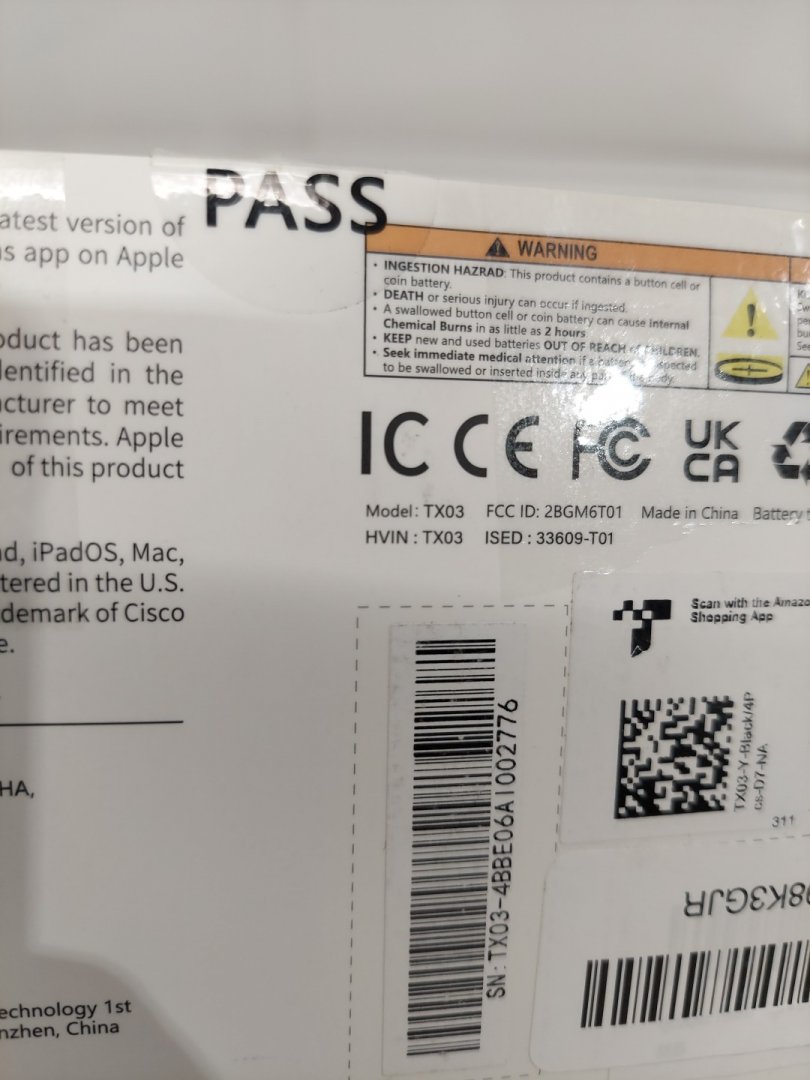 PASS
atest version of
s app on Apple
oduct has been
dentified in the
cturer to meet
irements. Apple
of this product
d, iPadOS, Mac,
tered in the U.S.
demark of Cisco
e.
HA,
echnology 1st
nzhen, China
WARNING
• INGESTION HAZRAD: This product contains a button cell or
coin battery.
• DEATH or serious injury can occur if ingested.
• A swallowed button cell or coin battery can cause internal
Chemical Burns in as little as 2 hours
• KEEP new and used batteries OUT OF REACH of CHILDREN.
• Seek immediate medical attention if a
to be swallowed or inserted inside
See
IC CE FC UK
CA
Model: TX03 FCC ID: 2BGM6T01 Made in China Battery
HVIN : TX03 ISED : 33609-T01
Scan with the Amazo
Shopping App
TX03-Y-Black/4P
cs-D7-NA
311
SN:TX03-4BBE06A1002776
98K3GJR